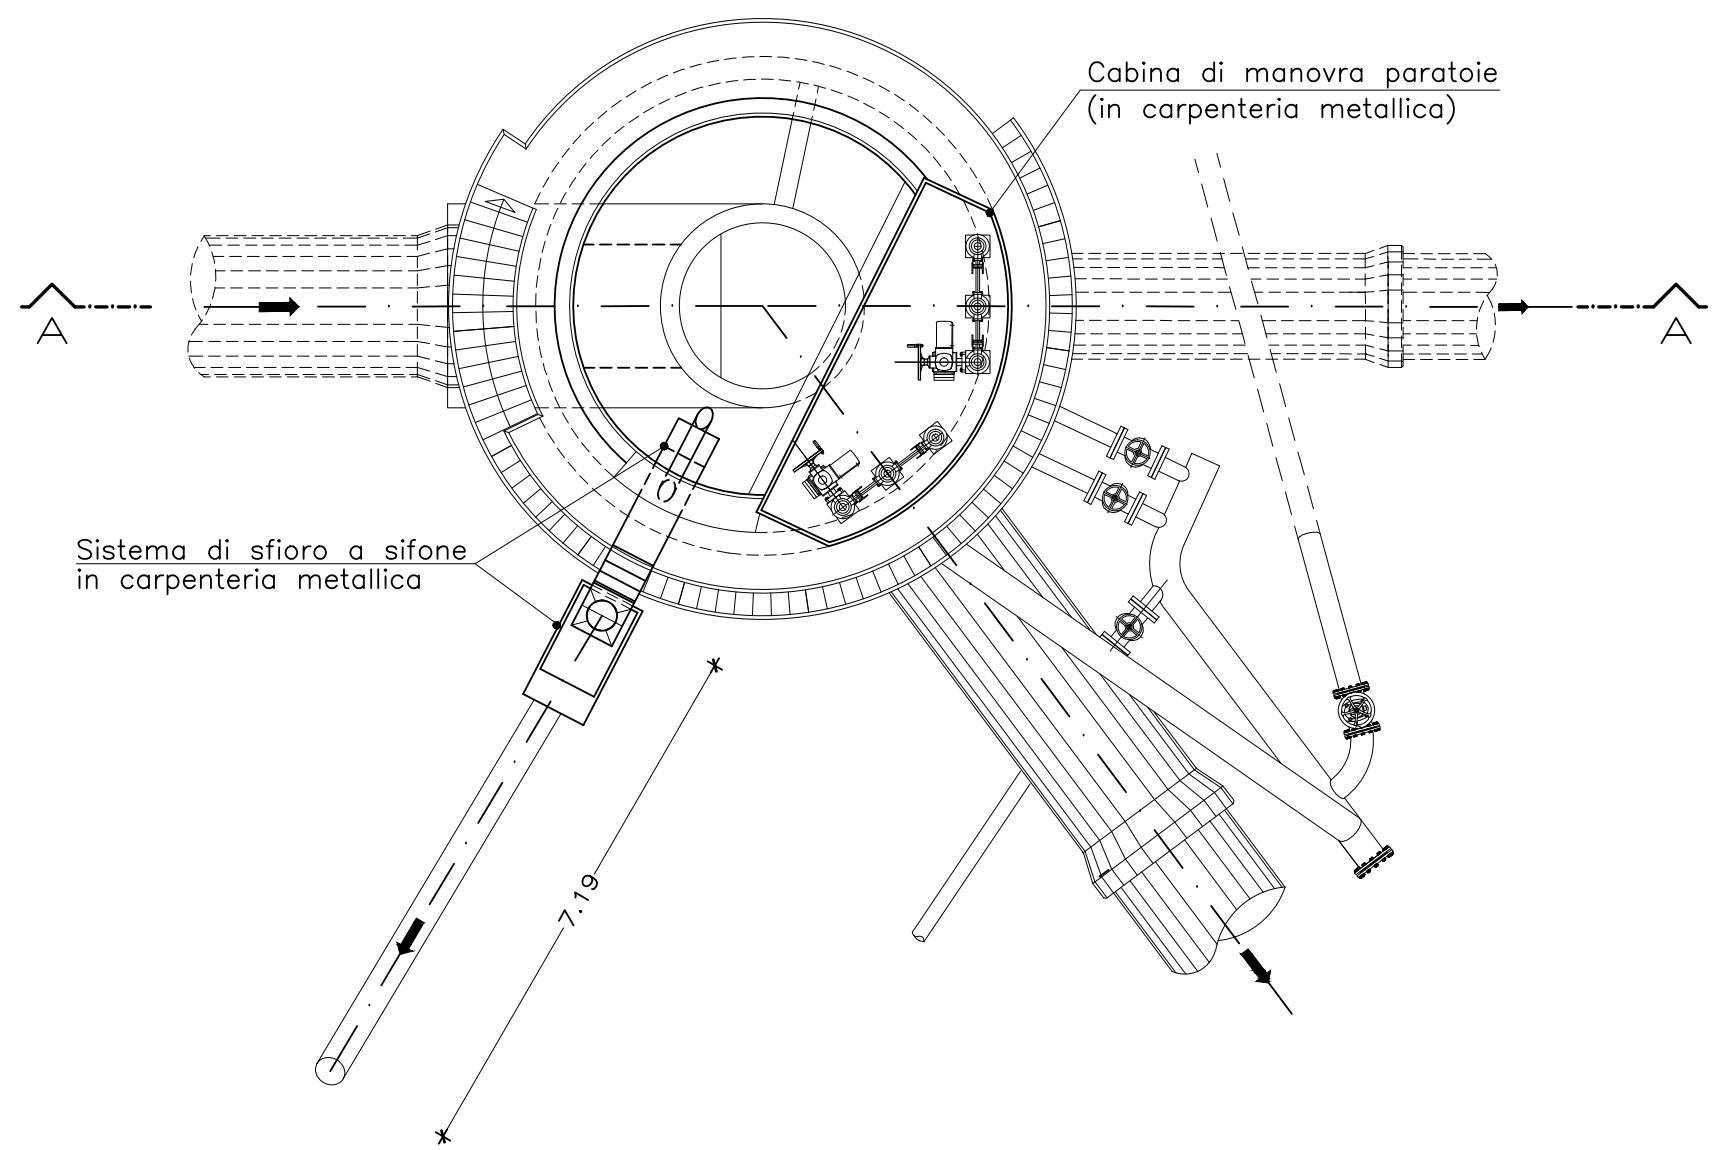 Cabina di manovra paratoie
(in carpenteria metallica)
A
A
Sistema di sfioro a sifone
in carpenteria metallica
7.19